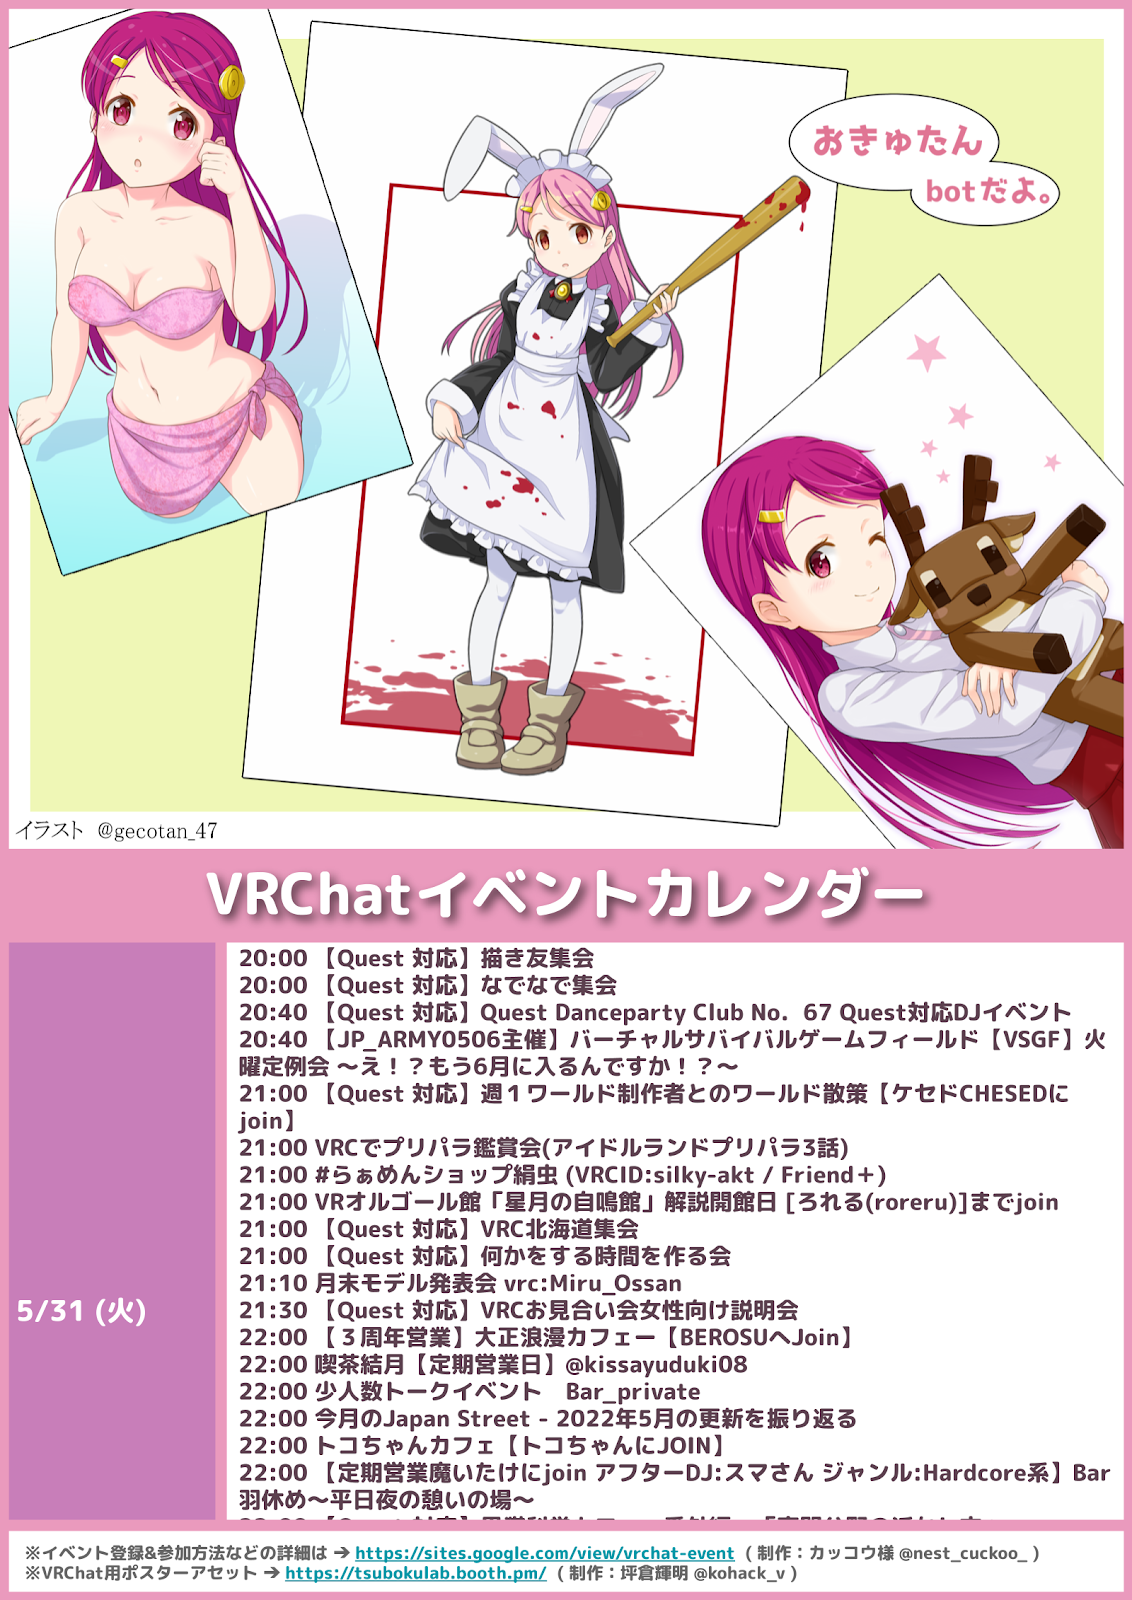 おきゅたん
botだよ。
イラスト @gecotan_47
VRChatイベントカレンダー
5/31 (火)
20:00 【Quest 対応】描き友集会
20:00 【Quest 対応】なでなで集会
20:40 【Quest 対応】Quest Danceparty Club No．67 Quest対応DJイベント
20:40 【JP_ARMY0506主催】バーチャルサバイバルゲームフィールド【VSGF】火
曜定例会 〜え！？もう6月に入るんですか！？〜
21:00 【Quest 対応】週１ワールド制作者とのワールド散策【ケセドCHESEDに
join】
21:00 VRCでプリパラ鑑賞会(アイドルランドプリパラ3話)
21:00 #らぁめんショップ絹虫 (VRCID:silky-akt / Friend＋)
21:00 VRオルゴール館「星月の自鳴館」解説開館日 [ろれる(roreru)]までjoin
21:00 【Quest 対応】VRC北海道集会
21:00 【Quest 対応】何かをする時間を作る会
21:10 月末モデル発表会 vrc:Miru_Ossan
21:30 【Quest 対応】VRCお見合い会女性向け説明会
22:00 【３周年営業】大正浪漫カフェー【BEROSUへJoin】
22:00 喫茶結月【定期営業日】@kissayuduki08
22:00 少人数トークイベント　Bar_private
22:00 今月のJapan Street - 2022年5月の更新を振り返る
22:00 トコちゃんカフェ【トコちゃんにJOIN】
22:00 【定期営業魔いたけにjoin アフターDJ:スマさん ジャンル:Hardcore系】Bar
羽休め〜平日夜の憩いの場〜
※イベント登録&参加方法などの詳細は ➔ https://sites.google.com/view/vrchat-event ( 制作：カッコウ様 @nest_cuckoo_ )
※VRChat用ポスターアセット ➔ https://tsubokulab.booth.pm/ ( 制作：坪倉輝明 @kohack_v )